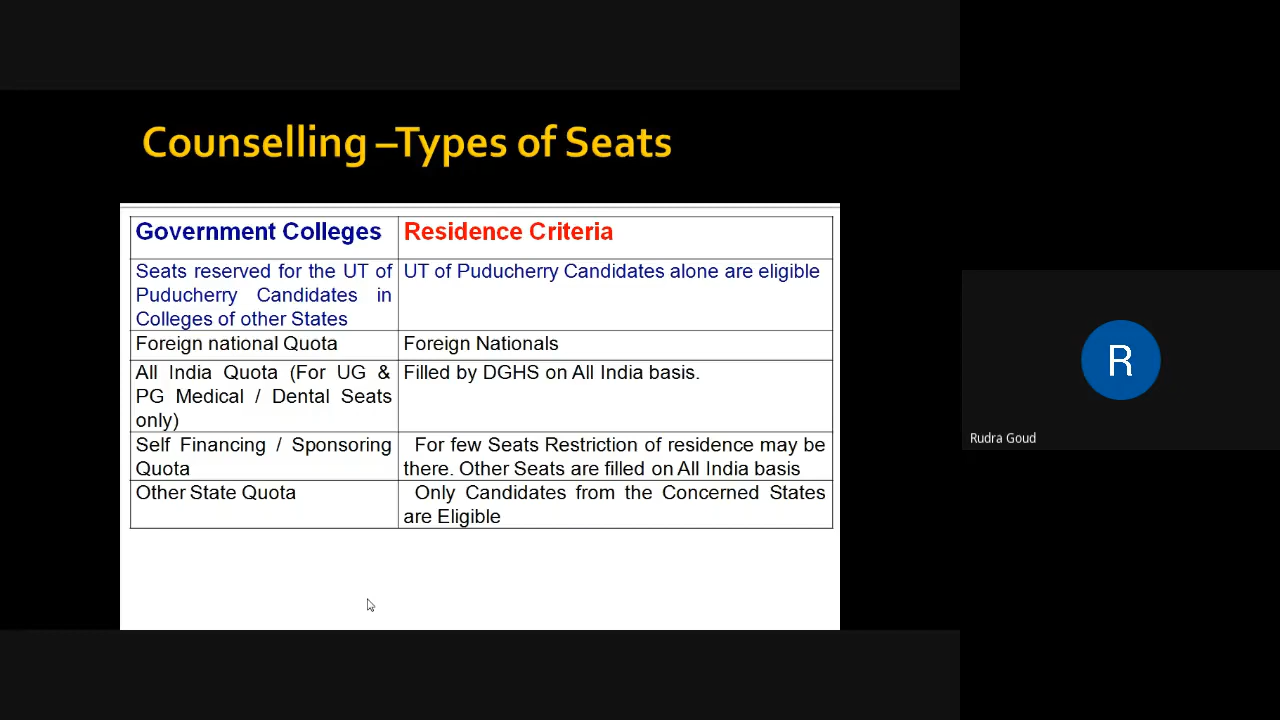 Counselling –Types of Seats
Government Colleges
Residence Criteria
Seats reserved for the UT of
Puducherry Candidates in
Colleges of other States
UT of Puducherry Candidates alone are eligible
Foreign national Quota
Foreign Nationals
All India Quota (For UG &
PG Medical / Dental Seats
only)
Filled by DGHS on All India basis.
Self Financing / Sponsoring
Quota
For few Seats Restriction of residence may be
there. Other Seats are filled on All India basis
Other State Quota
Only Candidates from the Concerned States
are Eligible
R
Rudra Goud